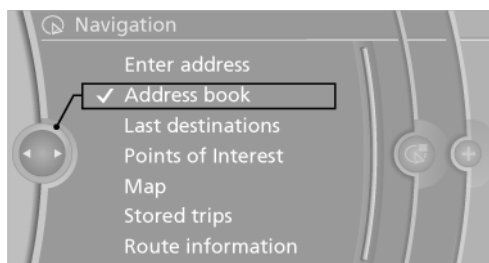 Navigation
Enter address
Address book
Last destinations
Points of Interest
Map
Stored trips
Route information